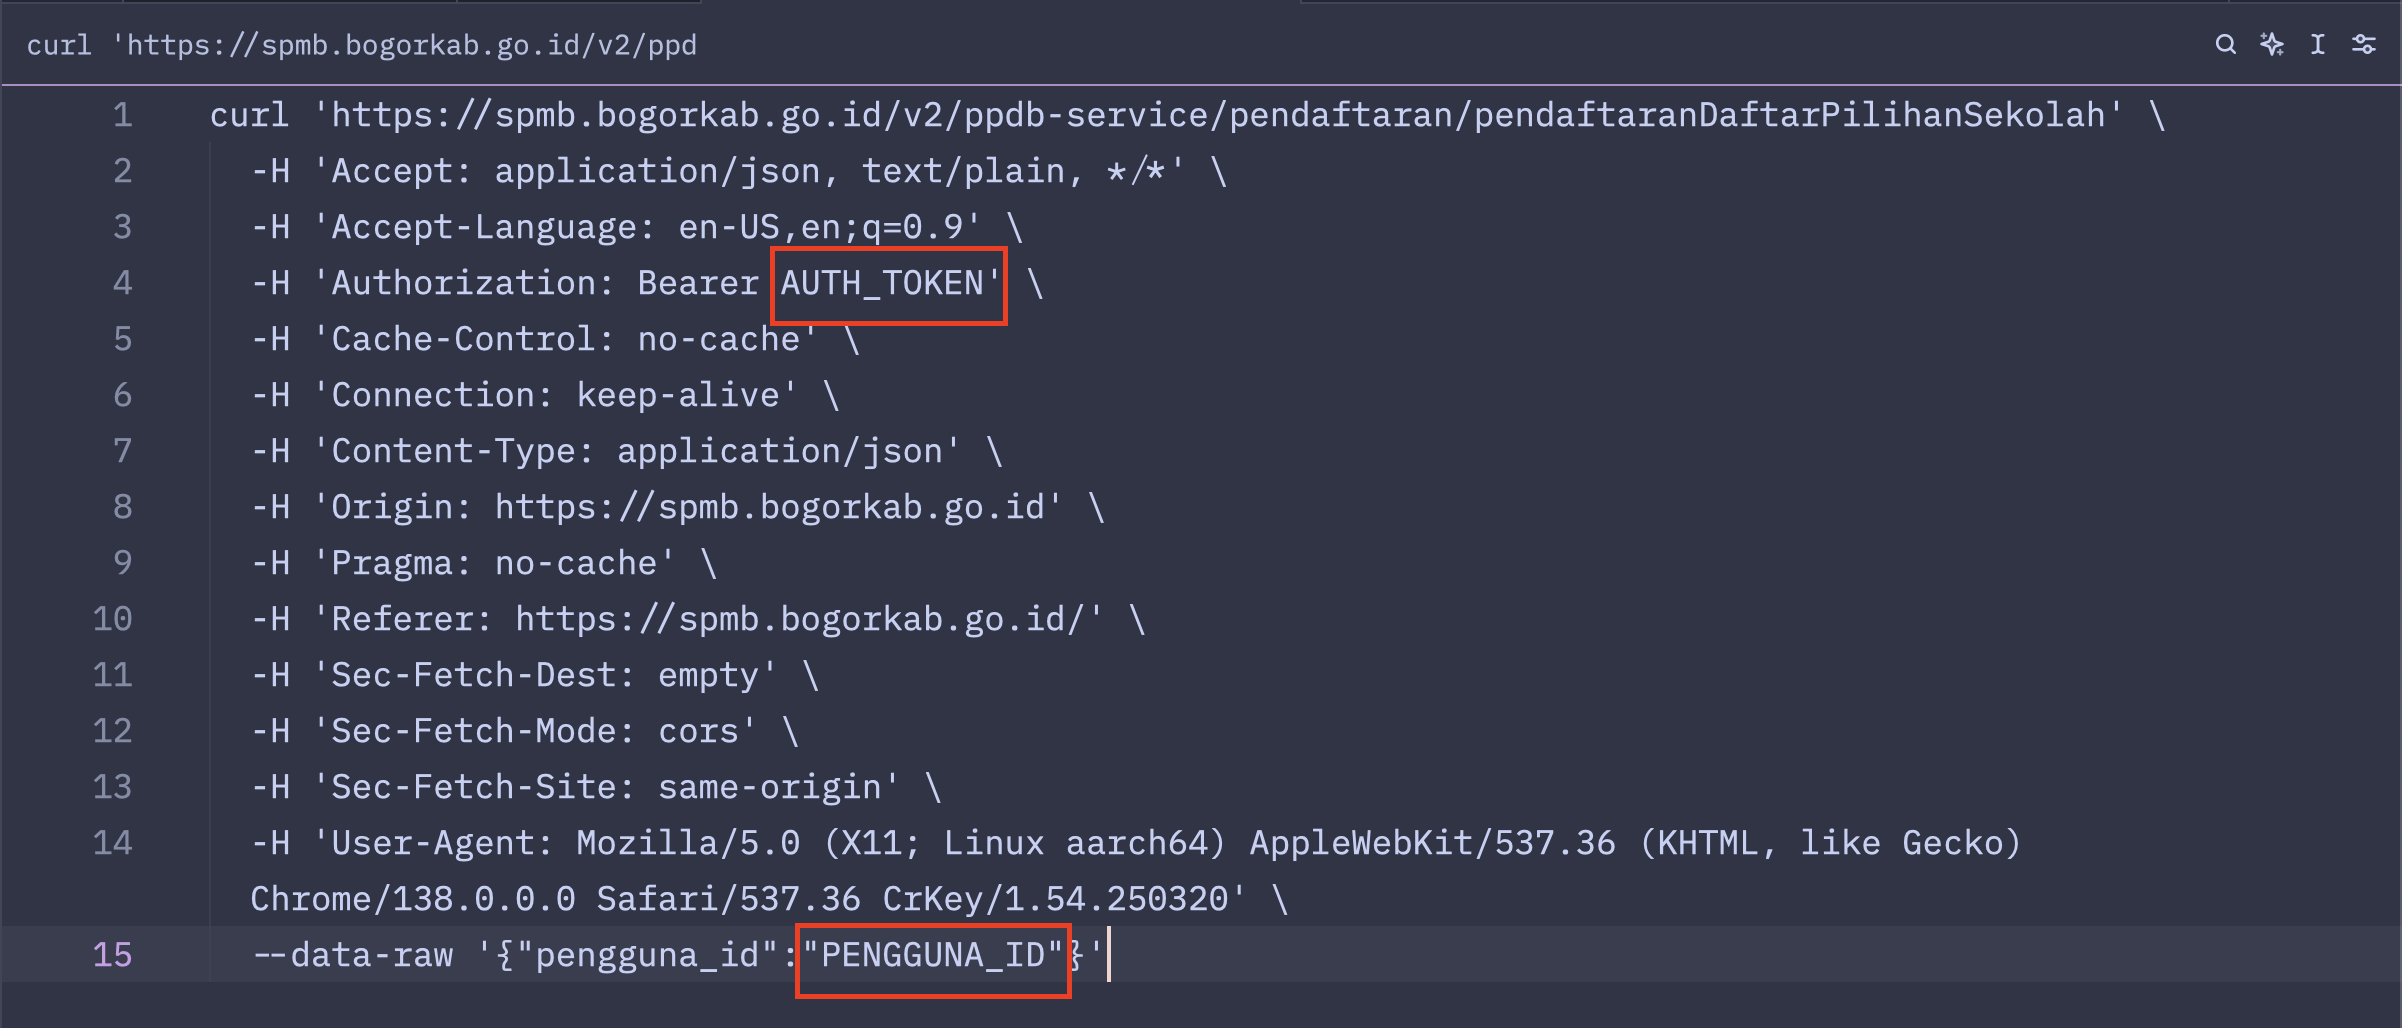 curl 'https://spmb.bogorkab.go.id/v2/ppd
1 curl 'https://spmb.bogorkab.go.id/v2/ppdb-service/pendaftaran/pendaftaranDaftarPilihanSekolah' \
2 -H 'Accept: application/json, text/plain, */*' \
3 -H 'Accept-Language: en-US,en;q=0.9' \
4 -H 'Authorization: Bearer AUTH_TOKEN' \
5 -H 'Cache-Control: no-cache' \
6 -H 'Connection: keep-alive' \
7 -H 'Content-Type: application/json' \
8 -H 'Origin: https://spmb.bogorkab.go.id' \
9 -H 'Pragma: no-cache' \
10 -H 'Referer: https://spmb.bogorkab.go.id/' \
11 -H 'Sec-Fetch-Dest: empty' \
12 -H 'Sec-Fetch-Mode: cors' \
13 -H 'Sec-Fetch-Site: same-origin' \
14 -H 'User-Agent: Mozilla/5.0 (X11; Linux aarch64) AppleWebKit/537.36 (KHTML, like Gecko)
Chrome/138.0.0.0 Safari/537.36 CrKey/1.54.250320' \
15 --data-raw '{"pengguna_id":"PENGGUNA_ID"}'